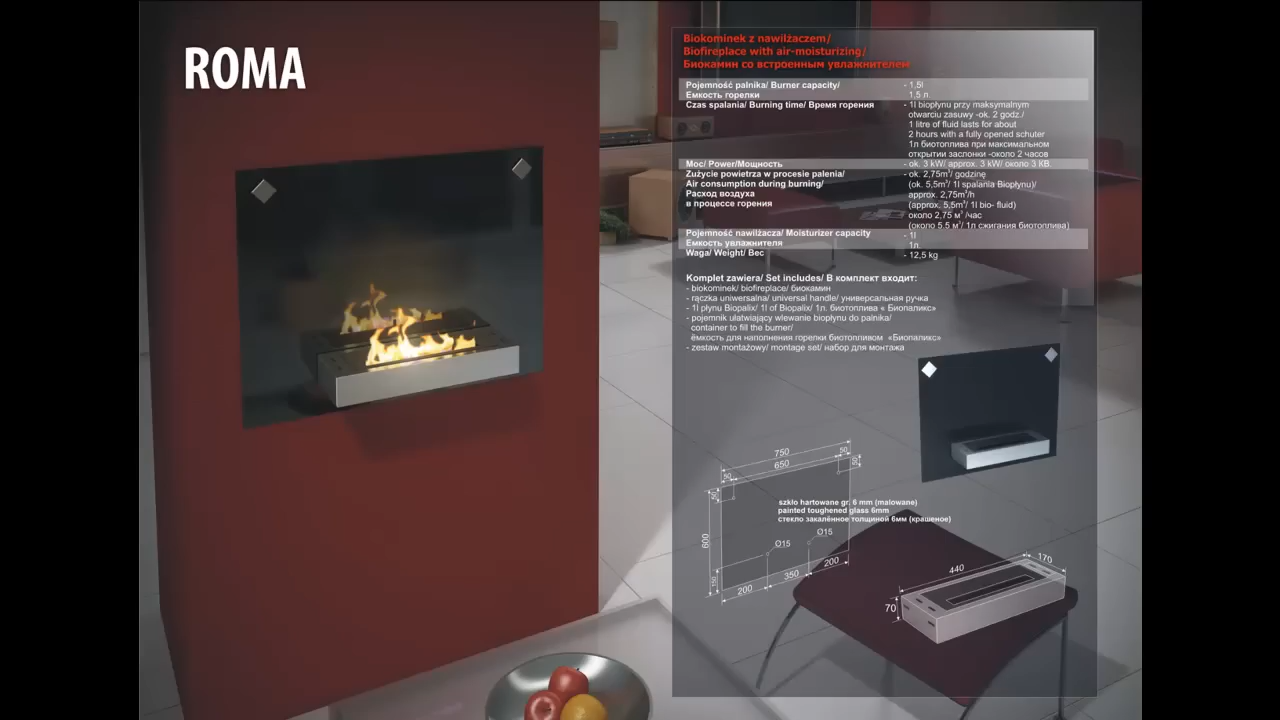 ROMA
Biokominek z nawilżaczem/
Biofireplace with air-moisturizing/
Биокамин со встроенным увлажнителем
Pojemność palnika/ Burner capacity/ - 1,5l
Емкость горелки 1,5 л.
Czas spalania/ Burning time/ Время горения - 1l biopłynu przy maksymalnym
otwarciu zasuwy -ok. 2 godz./
1 litre of fluid lasts for about
2 hours with a fully opened schuter
1л биотоплива при максимальном
открытии заслонки -около 2 часов
Moc/ Power/Мощность - ok. 3 kW/ approx. 3 kW/ около 3 КВ.
Zużycie powietrza w procesie palenia/ - ok. 2,75m³/ godzinę
Air consumption during burning/ (ok. 5,5m³/ 1l spalania Biopłynu)/
Расход воздуха approx. 2,75m³/h
в процессе горения (approx. 5,5m³/ 1l bio- fluid)
около 2,75 м³ /час
(около 5.5 м³/ 1л сжигания биотоплива)
Pojemność nawilżacza/ Moisturizer capacity - 1l
Емкость увлажнителя 1л.
Waga/ Weight/ Вес - 12,5 kg
Komplet zawiera/ Set includes/ В комплект входит:
- biokominek/ biofireplace/ биокамин
- rączka uniwersalna/ universal handle/ универсальная ручка
- 1l płynu Biopalix/ 1l of Biopalix/ 1л. биотоплива « Биопаликс»
- pojemnik ułatwiający wlewanie biopłynu do palnika/
container to fill the burner/
ёмкость для наполнения горелки биотопливом «Биопаликс»
- zestaw montażowy/ montage set/ набор для монтажа
750
50
650
50
50
50
szkło hartowane gr. 6 mm (malowane)
painted toughened glass 6mm
стекло закалённое толщиной 6мм (крашеное)
600
Ø15
Ø15
150
200
350
200
440
170
70